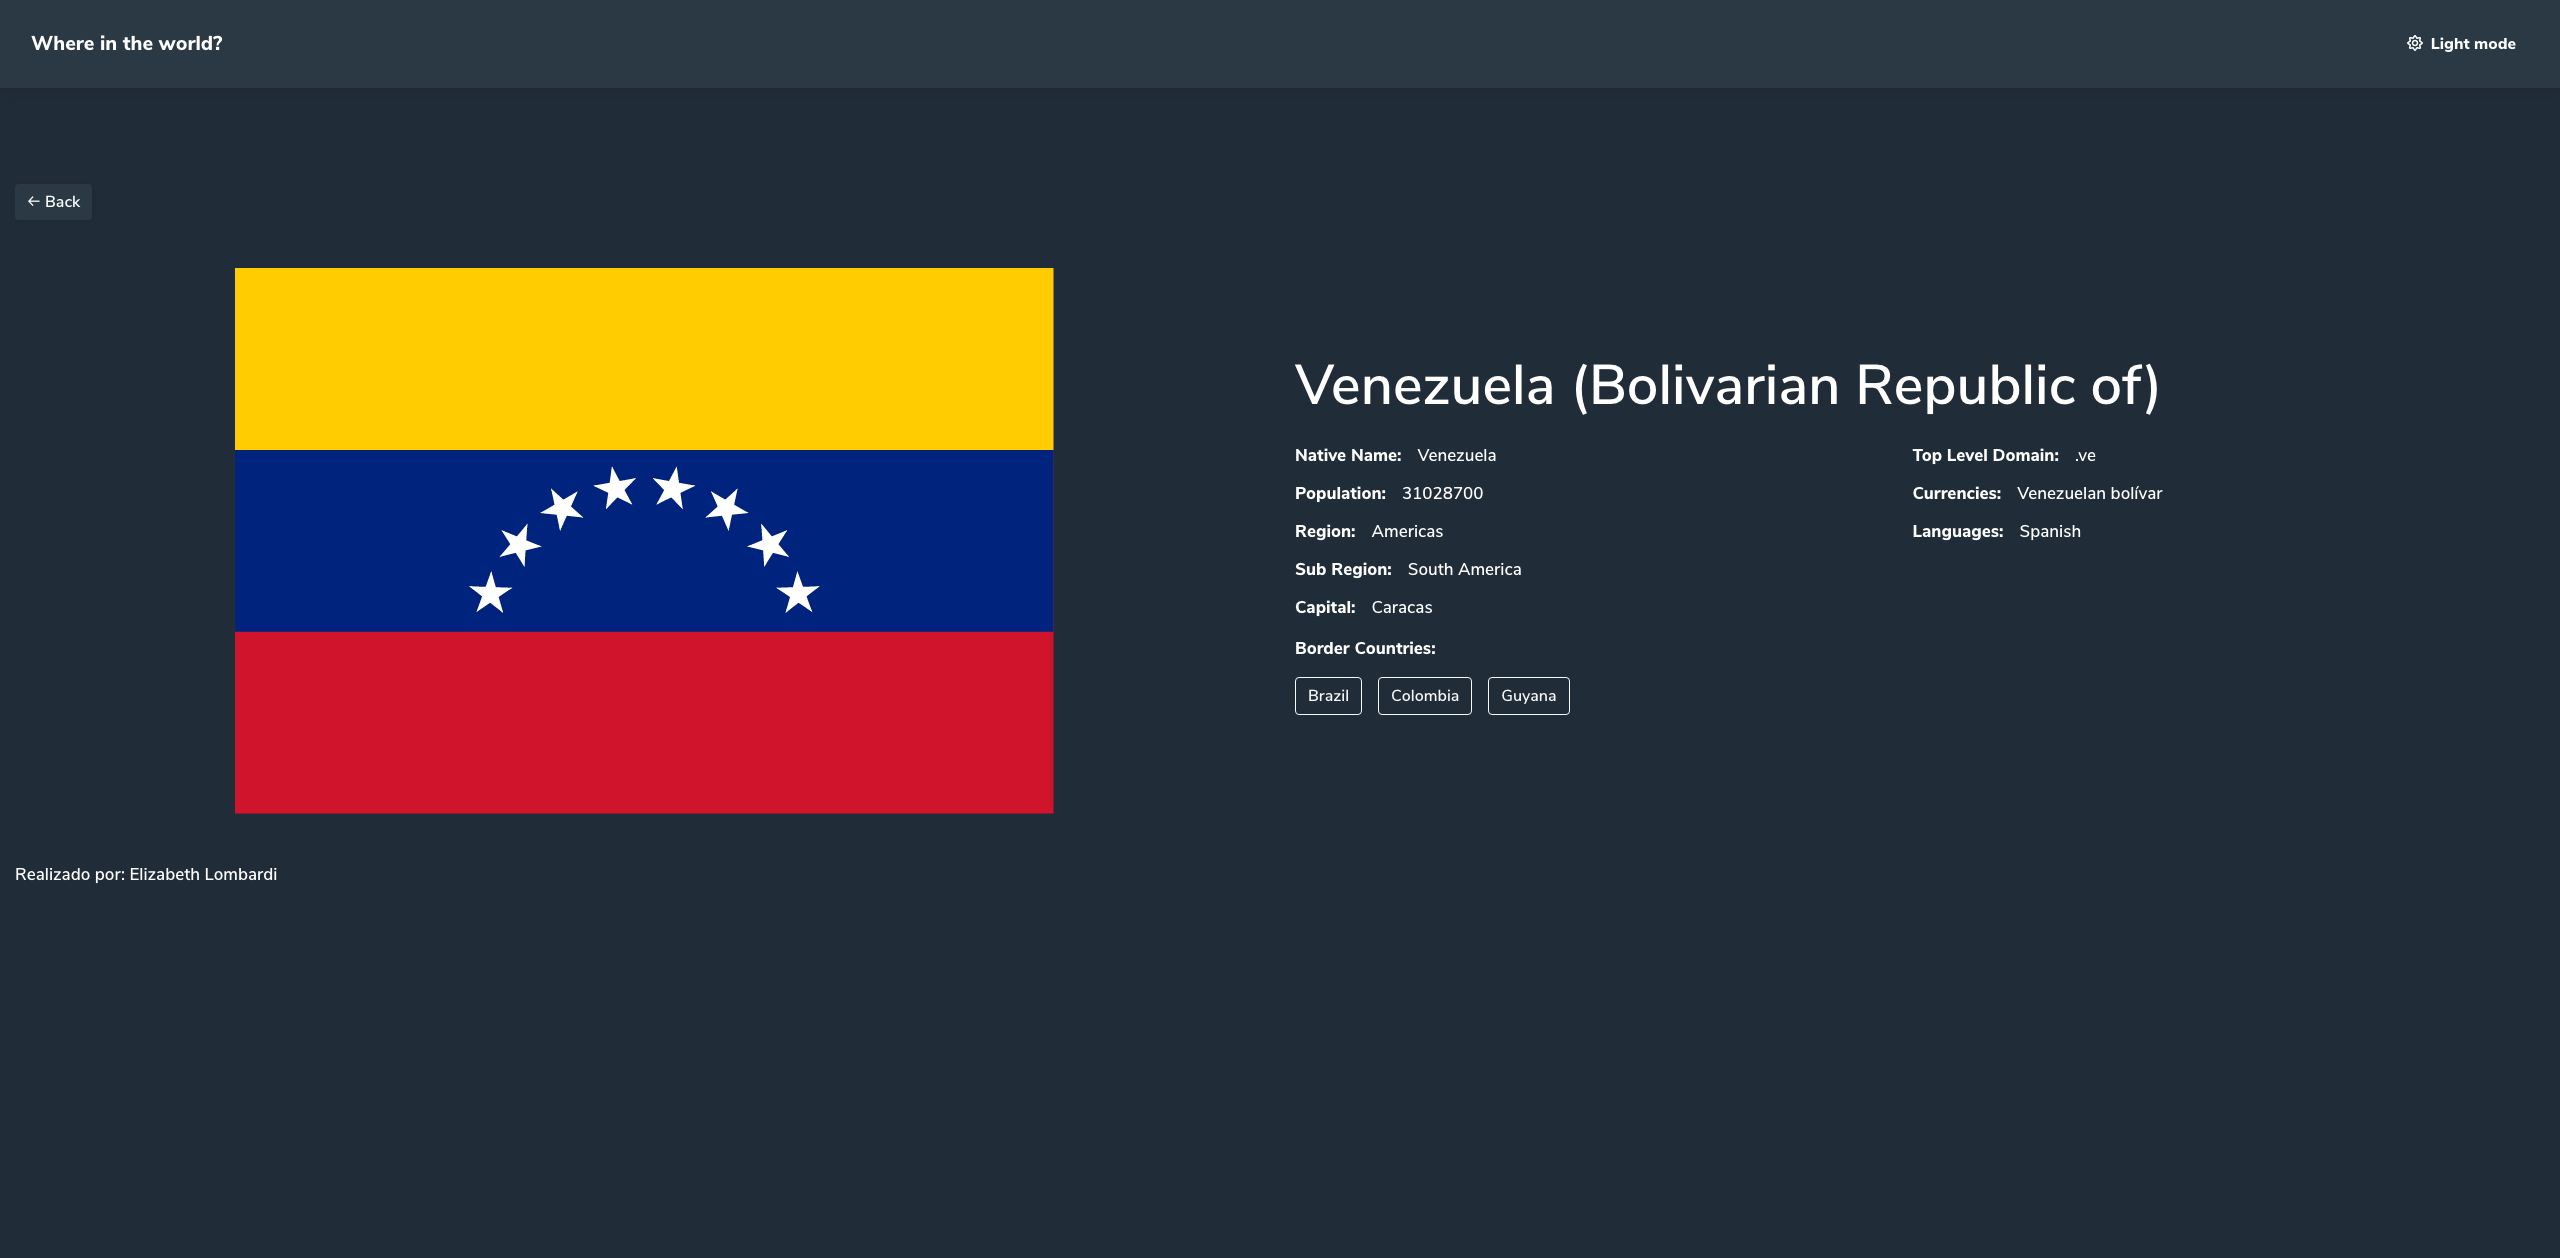 Where in the world?
Light mode
← Back
Venezuela (Bolivarian Republic of)
Native Name: Venezuela
Population: 31028700
Region: Americas
Sub Region: South America
Capital: Caracas
Top Level Domain: .ve
Currencies: Venezuelan bolívar
Languages: Spanish
Border Countries:
Brazil Colombia Guyana
Realizado por: Elizabeth Lombardi